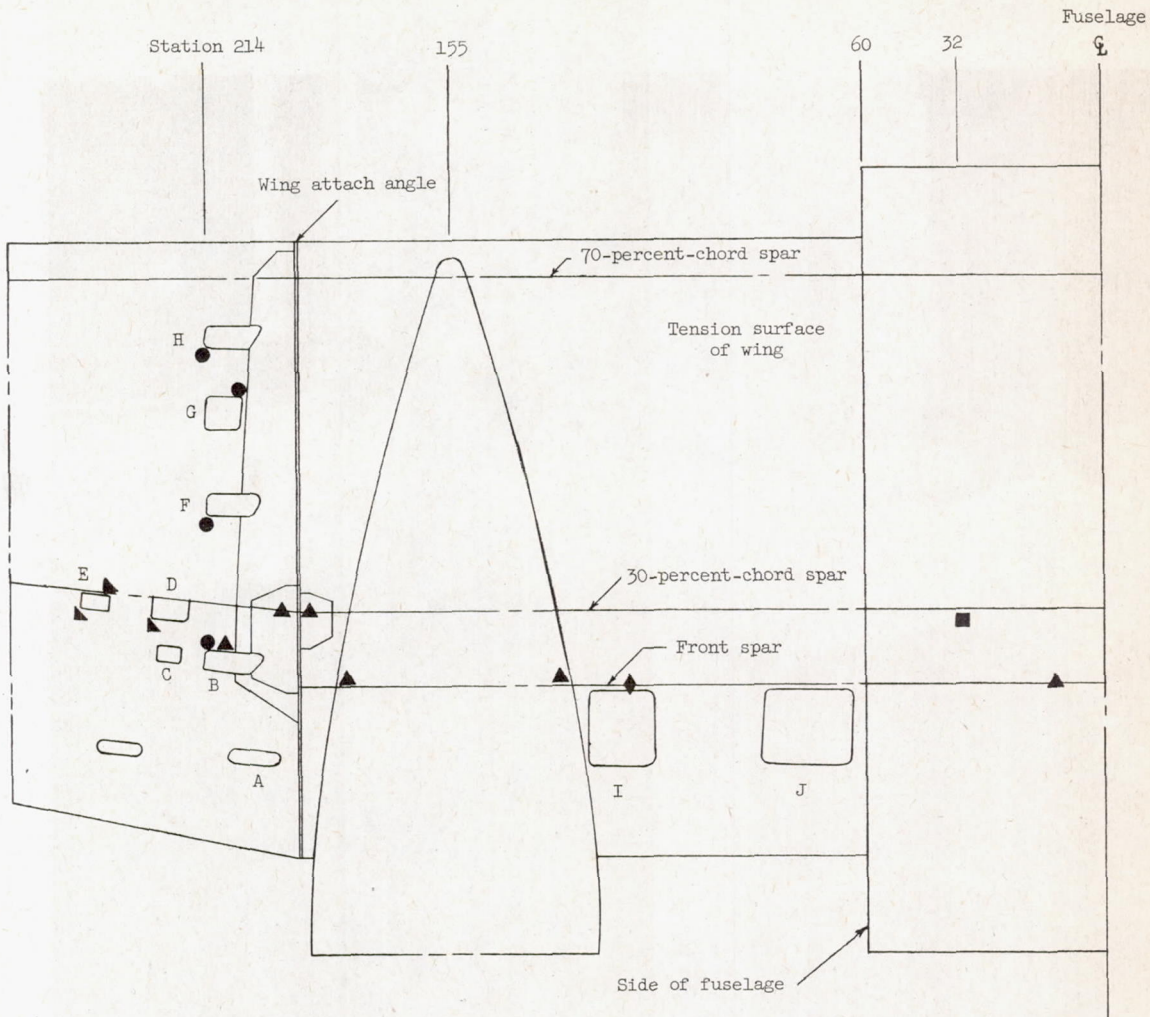 Fuselage
Station 214
155
60
32
℄
Wing attach angle
70-percent-chord spar
Tension surface
of wing
H
G
F
E
D
30-percent-chord spar
Front spar
C
B
A
I
J
Side of fuselage